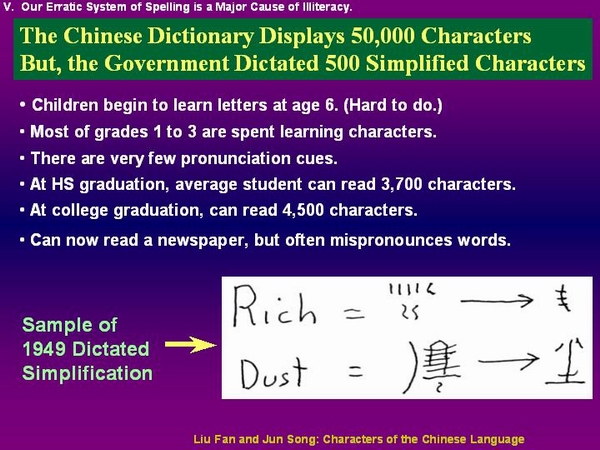 V. Our Erratic System of Spelling is a Major Cause of Illiteracy.
The Chinese Dictionary Displays 50,000 Characters
But, the Government Dictated 500 Simplified Characters
• Children begin to learn letters at age 6. (Hard to do.)
• Most of grades 1 to 3 are spent learning characters.
• There are very few pronunciation cues.
• At HS graduation, average student can read 3,700 characters.
• At college graduation, can read 4,500 characters.
• Can now read a newspaper, but often mispronounces words.
Sample of
1949 Dictated
Simplification
Rich =
Dust =
Liu Fan and Jun Song: Characters of the Chinese Language